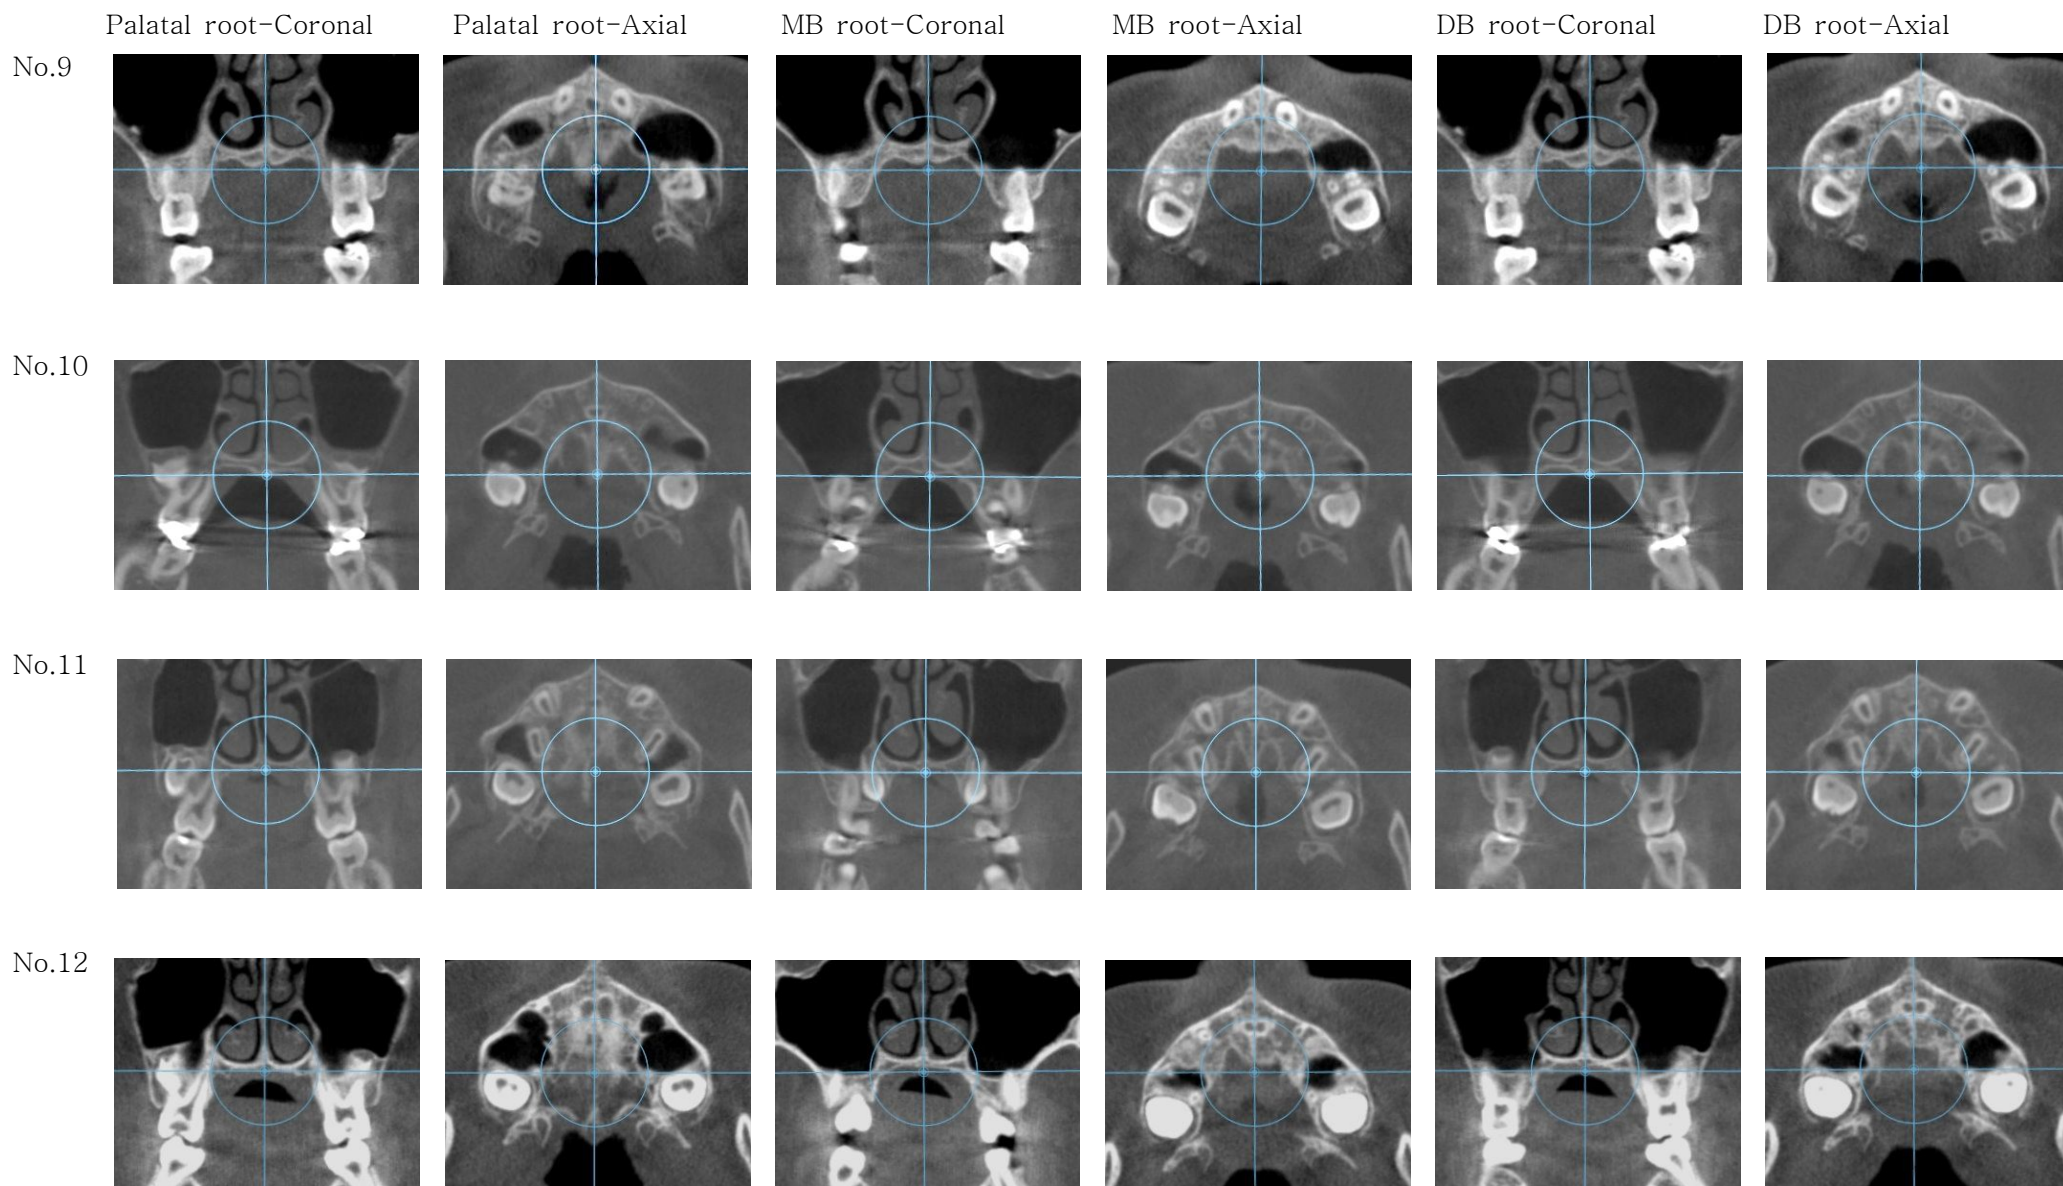 Palatal root-Coronal Palatal root-Axial MB root-Coronal MB root-Axial DB root-Coronal DB root-Axial
No.9
No.10
No.11
No.12